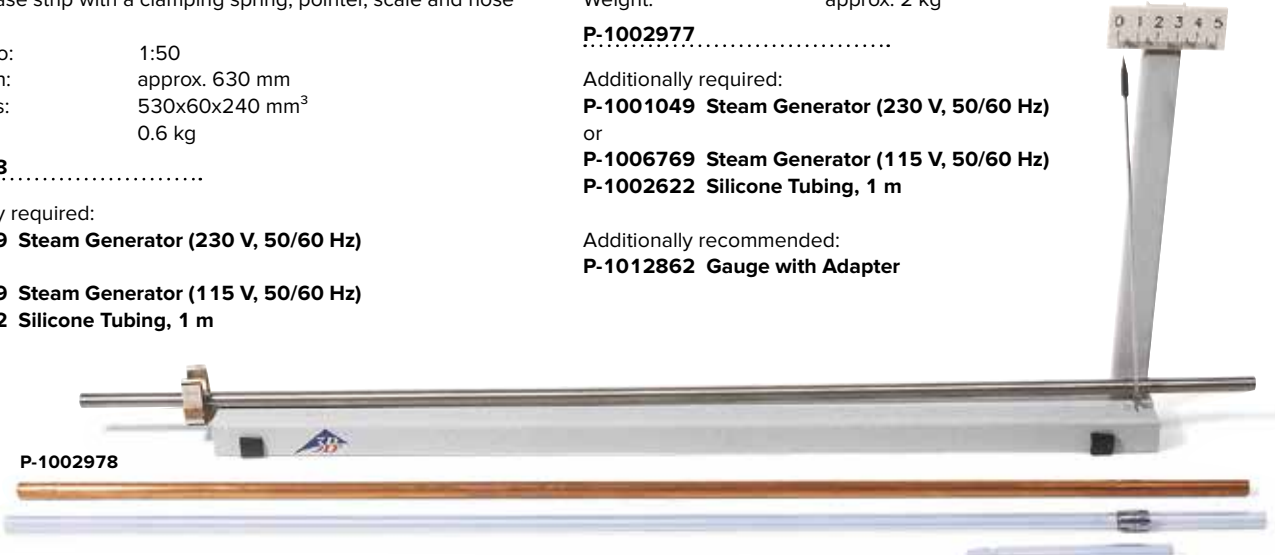 ase strip with a clamping spring, pointer, scale and hose
o: 1:50
n: approx. 630 mm
s: 530x60x240 mm³
0.6 kg
8
y required:
9 Steam Generator (230 V, 50/60 Hz)
9 Steam Generator (115 V, 50/60 Hz)
2 Silicone Tubing, 1 m
Weight: approx. 2 kg
P-1002977
Additionally required:
P-1001049 Steam Generator (230 V, 50/60 Hz)
or
P-1006769 Steam Generator (115 V, 50/60 Hz)
P-1002622 Silicone Tubing, 1 m
Additionally recommended:
P-1012862 Gauge with Adapter
0 1 2 3 4 5
3B
P-1002978